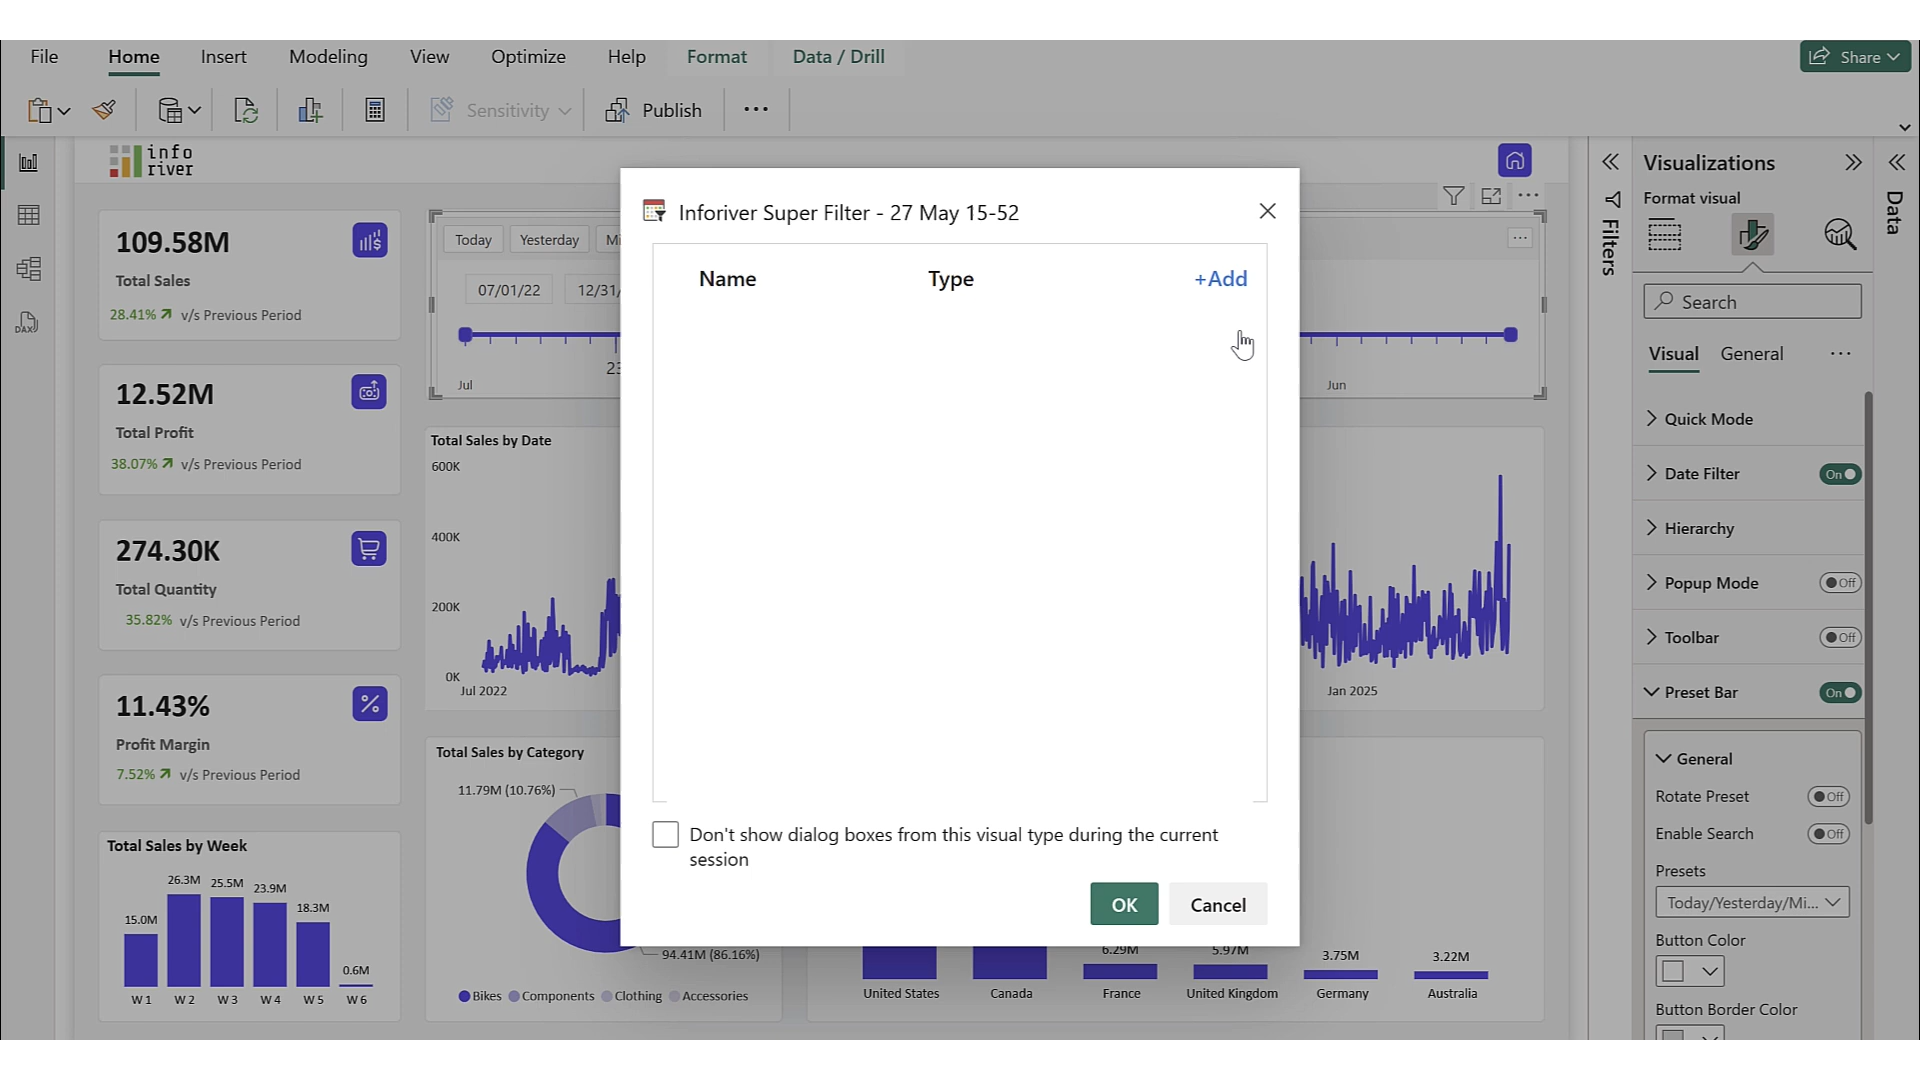 File Home Insert Modeling View Optimize Help Format Data / Drill Share
Sensitivity Publish
info
river
109.58M
Total Sales
28.41% v/s Previous Period
12.52M
Total Profit
38.07% v/s Previous Period
274.30K
Total Quantity
35.82% v/s Previous Period
11.43%
Profit Margin
7.52% v/s Previous Period
Total Sales by Week
15.0M 26.3M 25.5M 23.9M 18.3M 0.6M
W 1 W 2 W 3 W 4 W 5 W 6
Today Yesterday
07/01/22 12/31/
Jul Jun
Total Sales by Date
600K
400K
200K
0K
Jul 2022 Jan 2025
Total Sales by Category
11.79M (10.76%)
94.41M (86.16%)
Bikes Components Clothing Accessories
6.29M 5.97M 3.75M 3.22M
United States Canada France United Kingdom Germany Australia
Inforiver Super Filter - 27 May 15-52
Name Type +Add
Don't show dialog boxes from this visual type during the current
session
OK Cancel
Filters
Visualizations
Format visual
Search
Visual General
Quick Mode
Date Filter On
Hierarchy
Popup Mode Off
Toolbar Off
Preset Bar On
General
Rotate Preset Off
Enable Search Off
Presets
Today/Yesterday/Mi...
Button Color
Button Border Color
Data
DAX